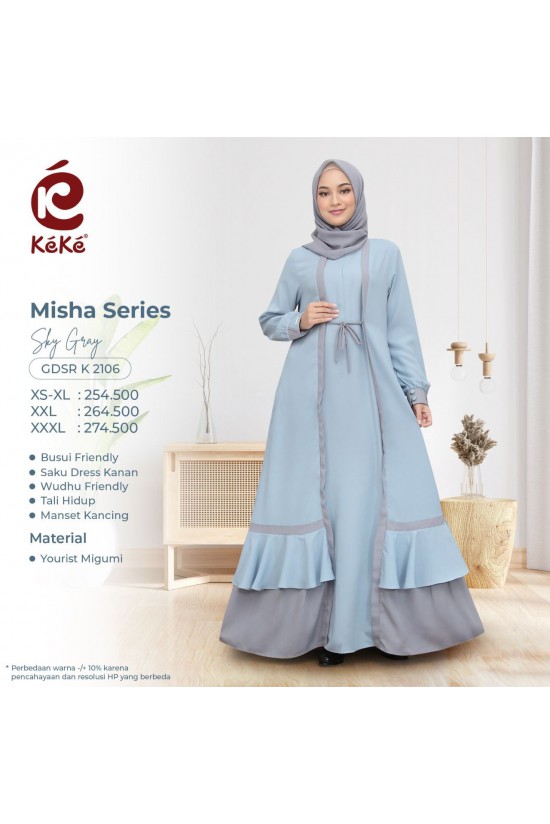 KéKé®
Misha Series
Sky Gray
GDSR K 2106
XS-XL : 254.500
XXL : 264.500
XXXL : 274.500
• Busui Friendly
• Saku Dress Kanan
• Wudhu Friendly
• Tali Hidup
• Manset Kancing
Material
• Yourist Migumi
* Perbedaan warna -/+ 10% karena
pencahayaan dan resolusi HP yang berbeda